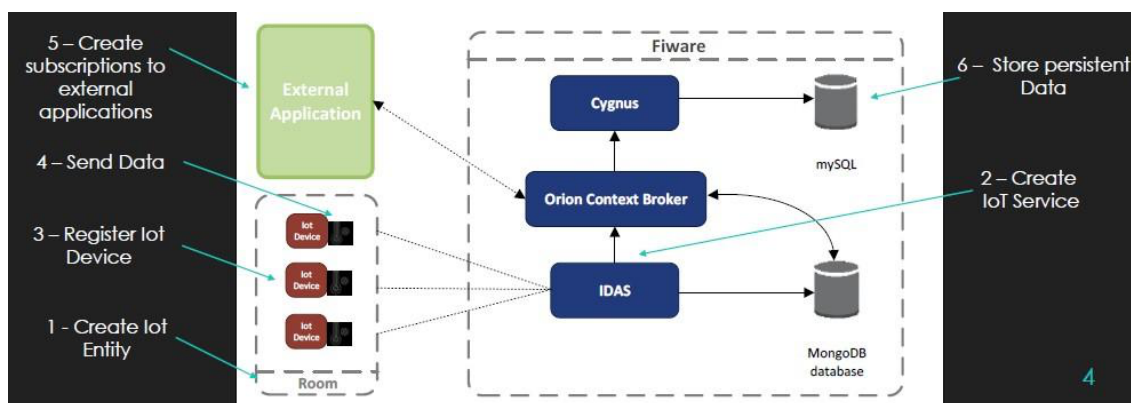 5 – Create
subscriptions to
external
applications
4 – Send Data
3 – Register Iot
Device
1 - Create Iot
Entity
External
Application
Iot
Device
Iot
Device
Iot
Device
Room
Fiware
Cygnus
mySQL
Orion Context Broker
IDAS
MongoDB
database
6 – Store persistent
Data
2 – Create
IoT Service
4